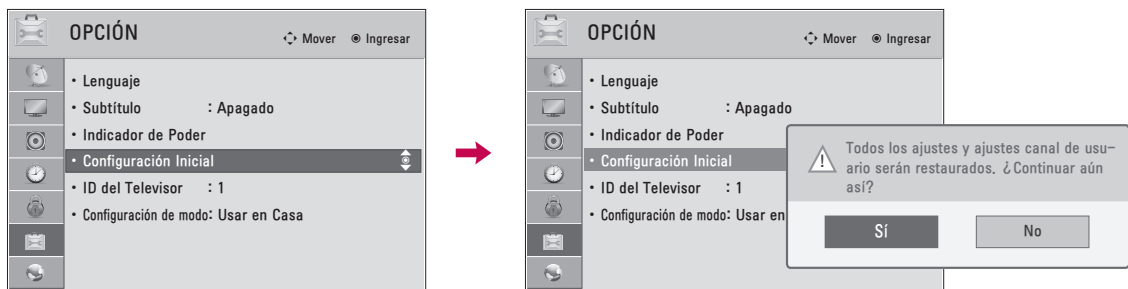 OPCIÓN
Mover Ingresar
• Lenguaje
• Subtítulo : Apagado
• Indicador de Poder
• Configuración Inicial
• ID del Televisor : 1
• Configuración de modo: Usar en Casa
OPCIÓN
Mover Ingresar
• Lenguaje
• Subtítulo : Apagado
• Indicador de Poder
• Configuración Inicial
• ID del Televisor : 1
• Configuración de modo: Usar en
Todos los ajustes y ajustes canal de usu-
ario serán restaurados. ¿Continuar aún
así?
Sí
No